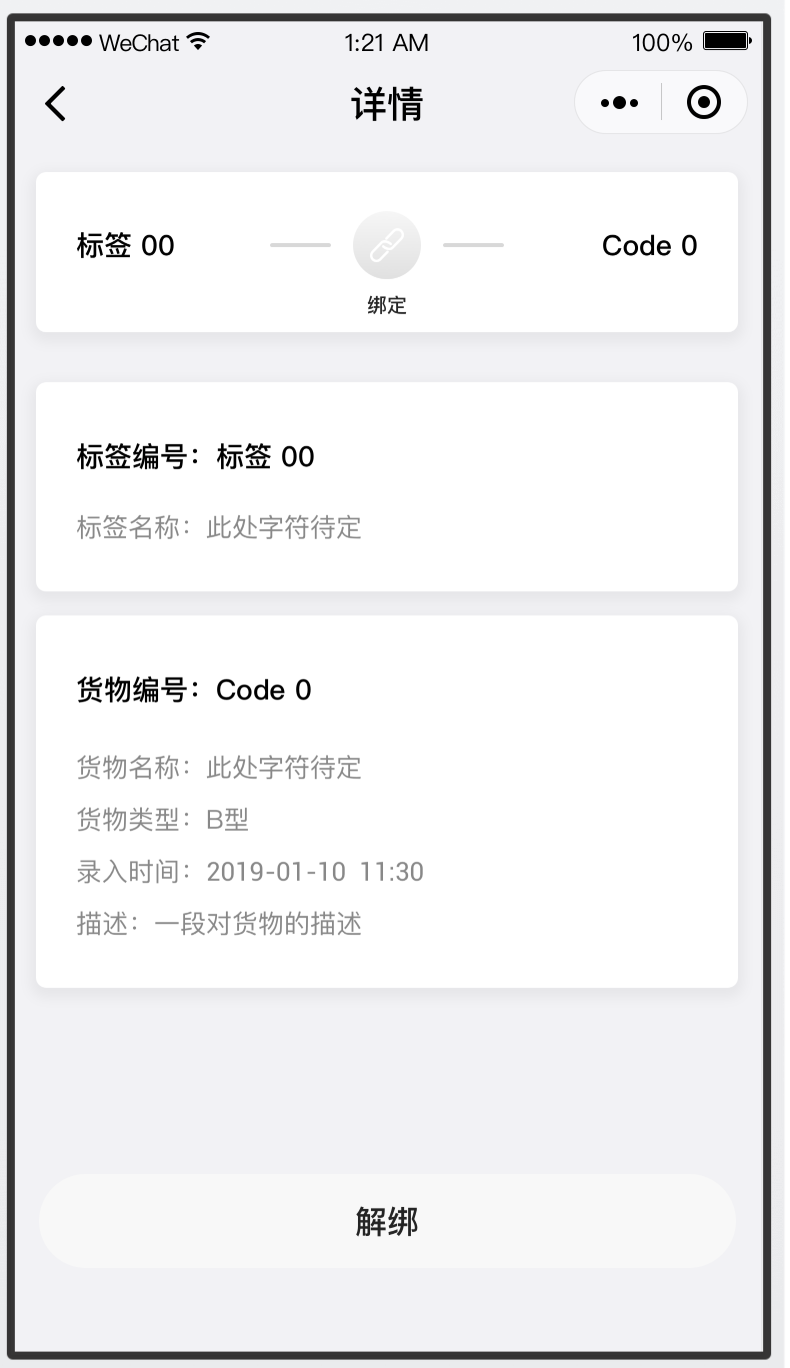 WeChat 1:21 AM 100%
详情
标签 00 Code 0
绑定
标签编号：标签 00
标签名称：此处字符待定
货物编号：Code 0
货物名称：此处字符待定
货物类型：B型
录入时间：2019-01-10 11:30
描述：一段对货物的描述
解绑